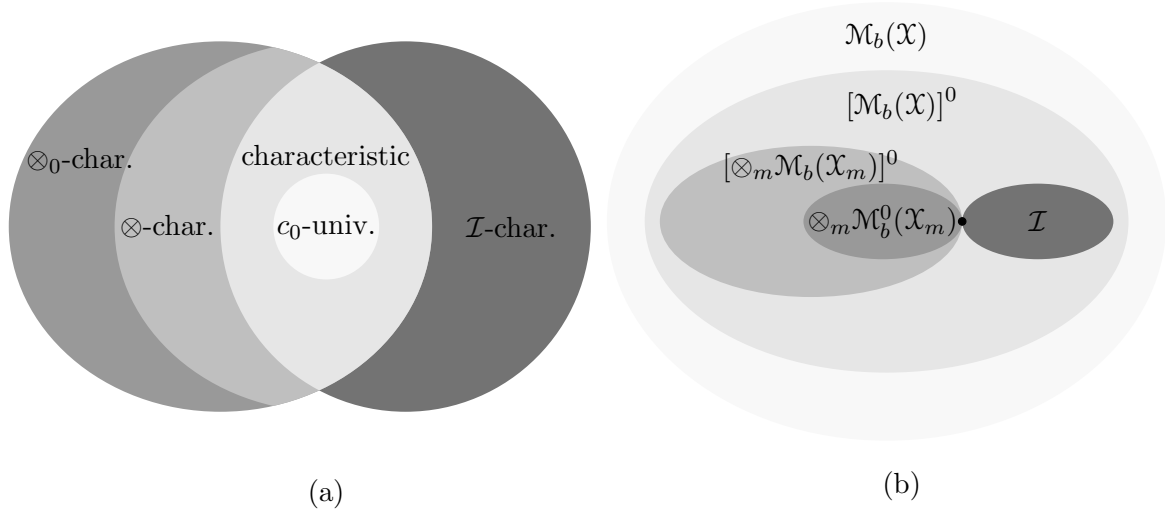 ⊗₀-char.
⊗-char.
characteristic
c₀-univ.
ℐ-char.
(a)
ℳ_b(𝒳)
[ℳ_b(𝒳)]⁰
[⊗_mℳ_b(𝒳_m)]⁰
⊗_mℳ_b⁰(𝒳_m)
ℐ
(b)